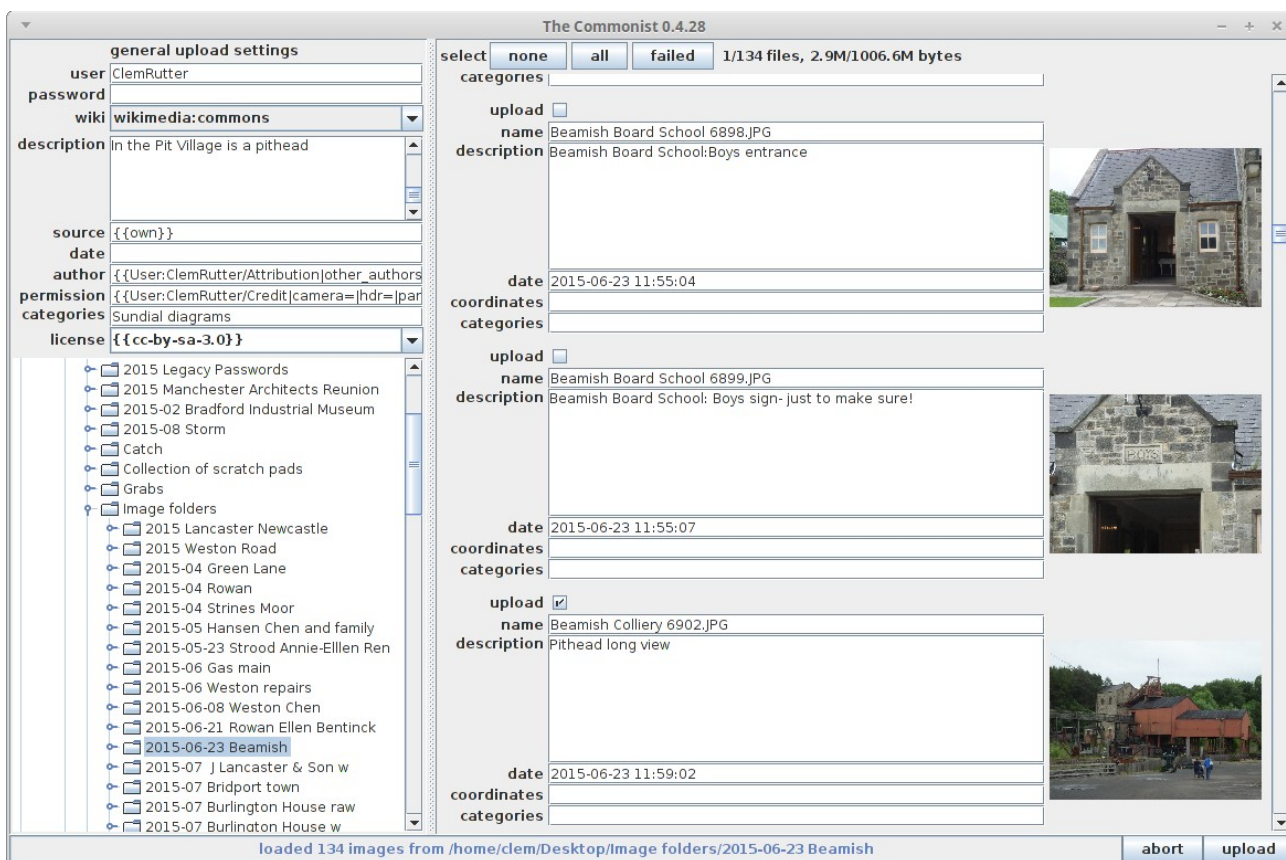 The Commonist 0.4.28
general upload settings
user ClemRutter
password
wiki wikimedia:commons
description In the Pit Village is a pithead
source {{own}}
date
author {{User:ClemRutter/Attribution|other_authors
permission {{User:ClemRutter/Credit|camera=|hdr=|par
categories Sundial diagrams
license {{cc-by-sa-3.0}}
2015 Legacy Passwords
2015 Manchester Architects Reunion
2015-02 Bradford Industrial Museum
2015-08 Storm
Catch
Collection of scratch pads
Grabs
Image folders
2015 Lancaster Newcastle
2015 Weston Road
2015-04 Green Lane
2015-04 Rowan
2015-04 Strines Moor
2015-05 Hansen Chen and family
2015-05-23 Strood Annie-Elllen Ren
2015-06 Gas main
2015-06 Weston repairs
2015-06-08 Weston Chen
2015-06-21 Rowan Ellen Bentinck
2015-06-23 Beamish
2015-07 J Lancaster & Son w
2015-07 Bridport town
2015-07 Burlington House raw
2015-07 Burlington House w
select none all failed 1/134 files, 2.9M/1006.6M bytes
categories
upload
name Beamish Board School 6898.JPG
description Beamish Board School:Boys entrance
date 2015-06-23 11:55:04
coordinates
categories
upload
name Beamish Board School 6899.JPG
description Beamish Board School: Boys sign- just to make sure!
BOYS
date 2015-06-23 11:55:07
coordinates
categories
upload
name Beamish Colliery 6902.JPG
description Pithead long view
date 2015-06-23 11:59:02
coordinates
categories
loaded 134 images from /home/clem/Desktop/Image folders/2015-06-23 Beamish
abort upload